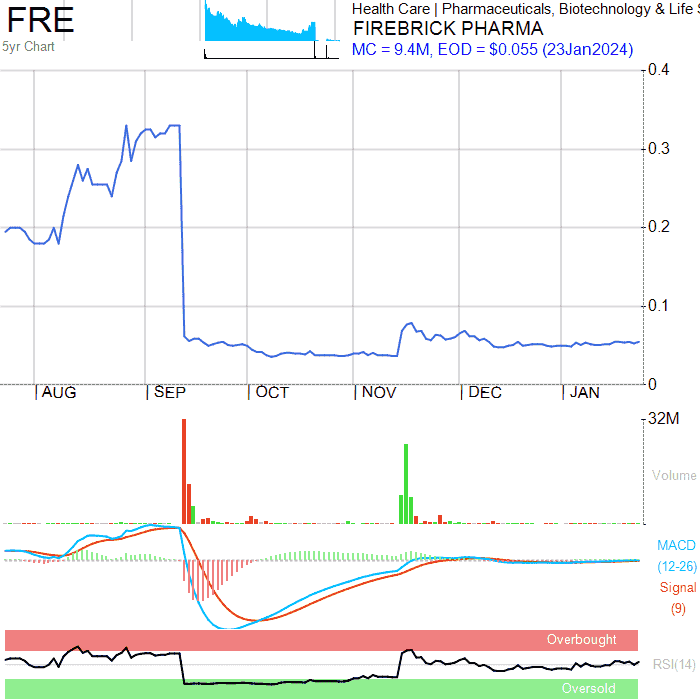 FRE
5yr Chart
Health Care | Pharmaceuticals, Biotechnology & Life S
FIREBRICK PHARMA
MC = 9.4M, EOD = $0.055 (23Jan2024)
0.4
0.3
0.2
0.1
0
AUG
SEP
OCT
NOV
DEC
JAN
32M
Volume
MACD
(12-26)
Signal
(9)
Overbought
RSI(14)
Oversold